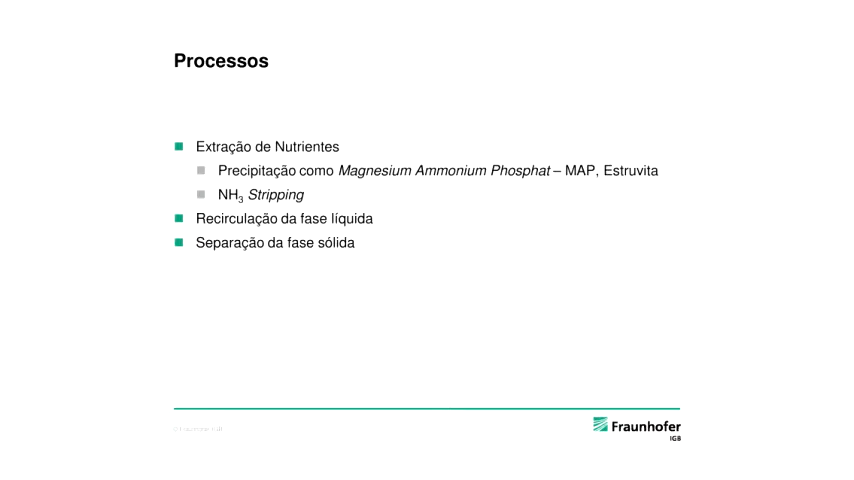 Processos
Extração de Nutrientes
Precipitação como Magnesium Ammonium Phosphat – MAP, Estruvita
NH3 Stripping
Recirculação da fase líquida
Separação da fase sólida
Fraunhofer
IGB